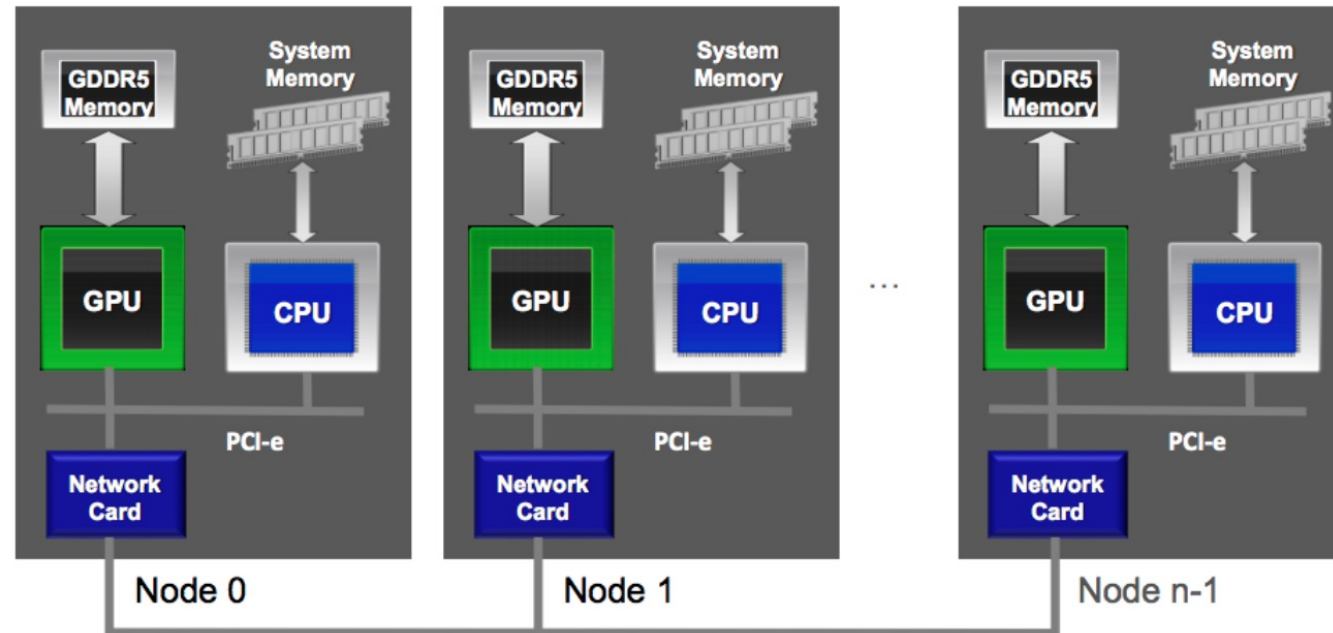 GDDR5
Memory
System
Memory
GPU
CPU
PCI-e
Network
Card
Node 0
GDDR5
Memory
System
Memory
GPU
CPU
PCI-e
Network
Card
Node 1
...
GDDR5
Memory
System
Memory
GPU
CPU
PCI-e
Network
Card
Node n-1